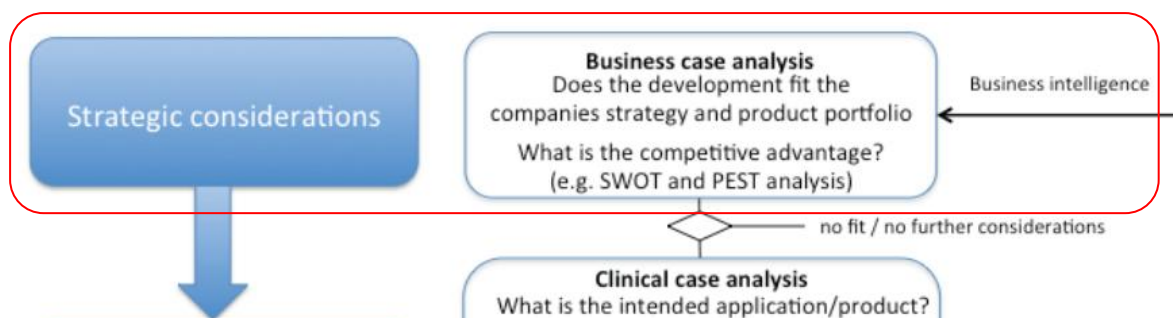 Strategic considerations
Business case analysis
Does the development fit the
companies strategy and product portfolio
What is the competitive advantage?
(e.g. SWOT and PEST analysis)
Business intelligence
no fit / no further considerations
Clinical case analysis
What is the intended application/product?